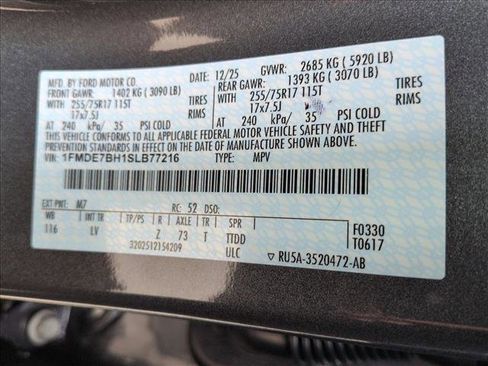 MFD. BY FORD MOTOR CO.
12/25 GVWR: 2685 KG ( 5920 LB)
FRONT GAWR: 1402 KG ( 3090 LB)
REAR GAWR: 1393 KG ( 3070 LB)
WITH 255/75R17 115T TIRES
17x7.5J RIMS
WITH 255/75R17 115T TIRES
17x7.5J RIMS
AT 240 kPa/ 35 PSI COLD
AT 240 kPa/ 35 PSI COLD
THIS VEHICLE CONFORMS TO ALL APPLICABLE FEDERAL MOTOR VEHICLE SAFETY AND THEFT PREVENTION STANDARDS IN EFFECT ON THE DATE OF MANUFACTURE SHOWN ABOVE.
VIN: 1FMDE7BH1SLB77216
TYPE: MPV
EXT PNT: M7 RC: 52 DSO:
WB INT TR TP/PS R AXLE TR SPR
116 LV Z 73 T TTDD
3202512154209 ULC
F0330
T0617
▽ RU5A-3520472-AB